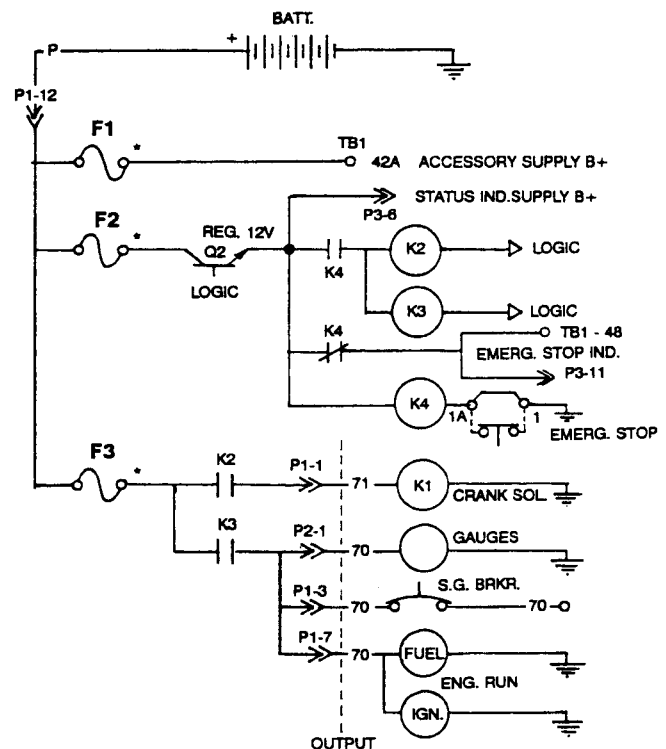 BATT.
P
+
P1-12
F1
*
TB1
42A ACCESSORY SUPPLY B+
STATUS IND.SUPPLY B+
P3-6
F2
*
REG. 12V
Q2
LOGIC
K4
K2
LOGIC
K3
LOGIC
K4
TB1 - 48
EMERG. STOP IND.
P3-11
K4
1A
1
EMERG. STOP
F3
*
K2
P1-1
71
K1
CRANK SOL.
K3
P2-1
70
GAUGES
P1-3
70
S.G. BRKR.
70
P1-7
70
FUEL
ENG. RUN
IGN.
OUTPUT